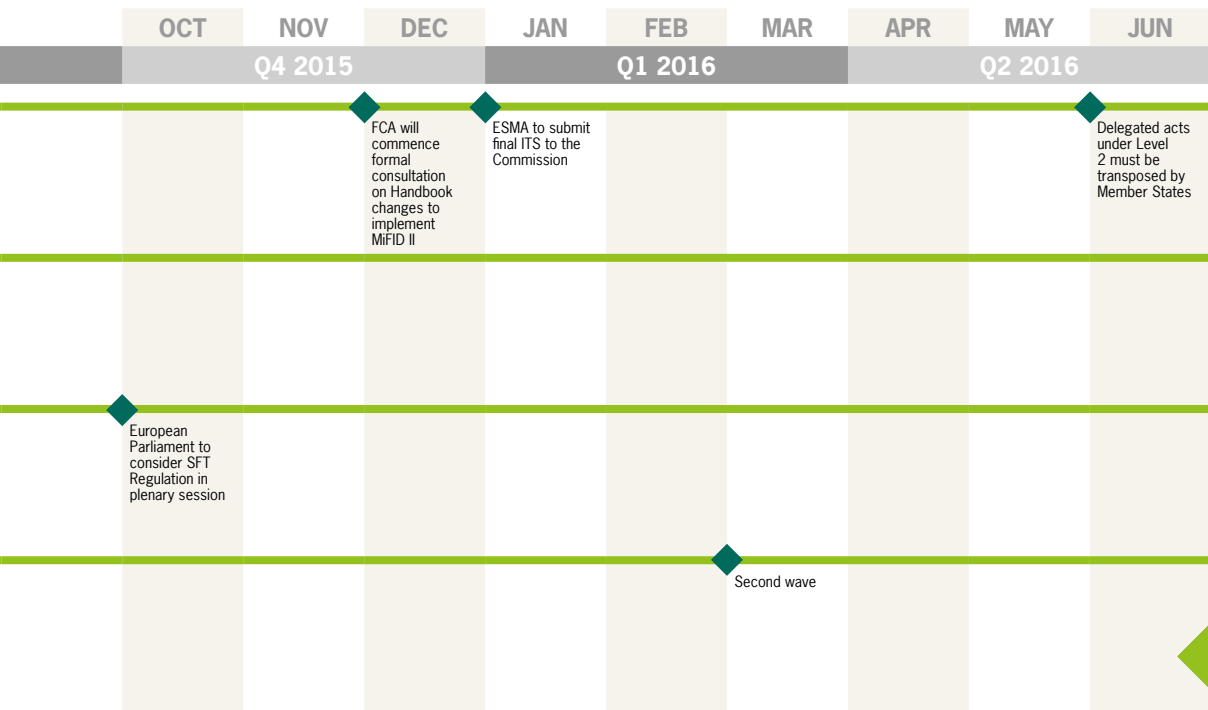 OCT NOV DEC JAN FEB MAR APR MAY JUN
Q4 2015 Q1 2016 Q2 2016
FCA will
commence
formal
consultation
on Handbook
changes to
implement
MiFID II
ESMA to submit
final ITS to the
Commission
Delegated acts
under Level
2 must be
transposed by
Member States
European
Parliament to
consider SFT
Regulation in
plenary session
Second wave